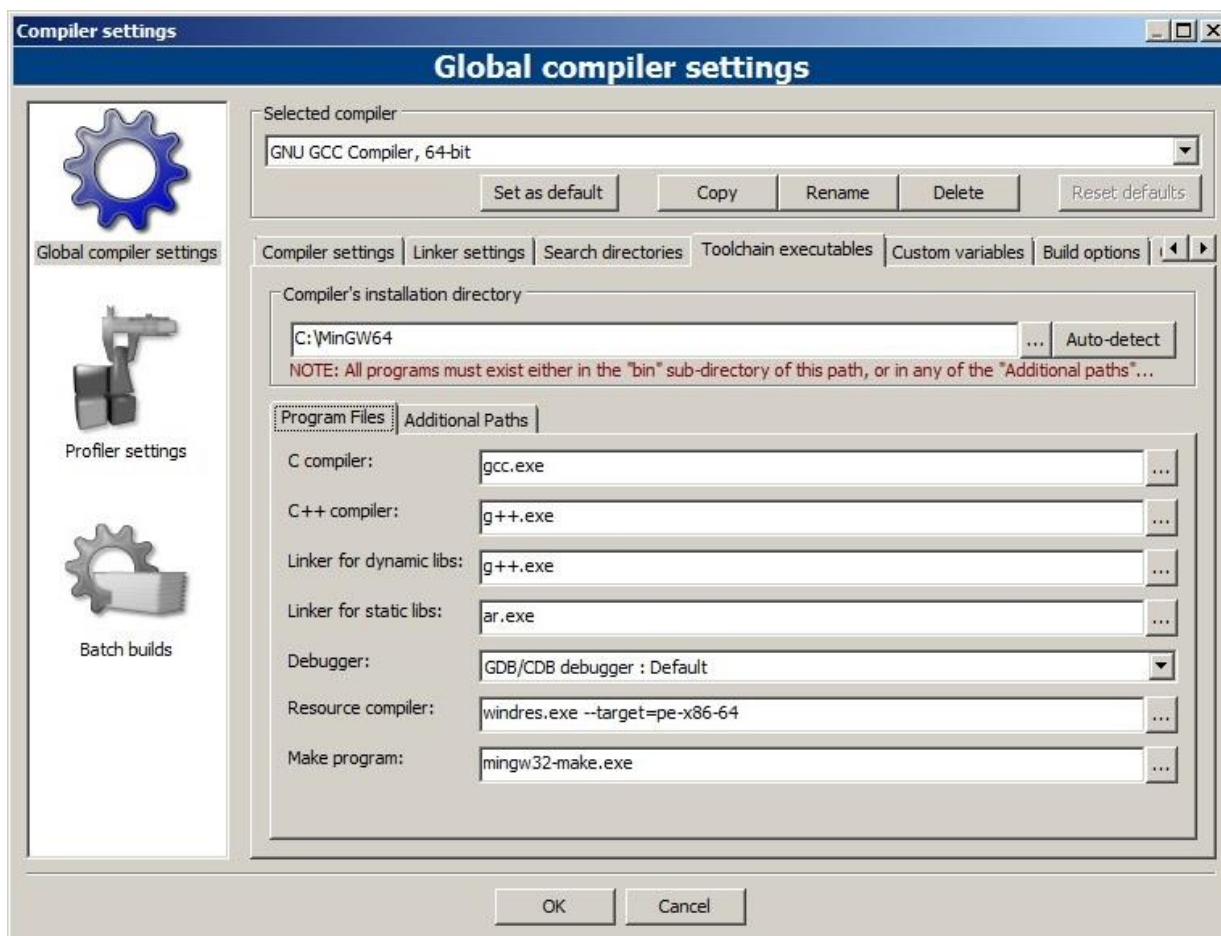 Compiler settings
Global compiler settings
Global compiler settings
Profiler settings
Batch builds
Selected compiler
GNU GCC Compiler, 64-bit
Set as default Copy Rename Delete Reset defaults
Compiler settings Linker settings Search directories Toolchain executables Custom variables Build options
Compiler's installation directory
C:\MinGW64 ... Auto-detect
NOTE: All programs must exist either in the "bin" sub-directory of this path, or in any of the "Additional paths"...
Program Files Additional Paths
C compiler: gcc.exe ...
C++ compiler: g++.exe ...
Linker for dynamic libs: g++.exe ...
Linker for static libs: ar.exe ...
Debugger: GDB/CDB debugger : Default
Resource compiler: windres.exe --target=pe-x86-64 ...
Make program: mingw32-make.exe ...
OK Cancel